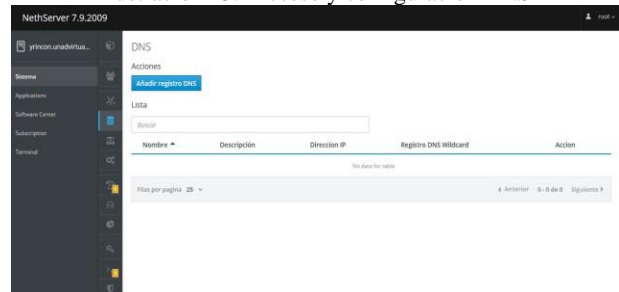 NethServer 7.9.2009
root
yrincon.unadvirtua...
Sistema
Applications
Software Center
Subscription
Terminal
DNS
Acciones
Añadir registro DNS
Lista
Buscar
Nombre Descripción Direccion IP Registro DNS Wildcard Accion
No data for table
Filas por pagina 25 Anterior 0 - 0 de 0 Siguiente